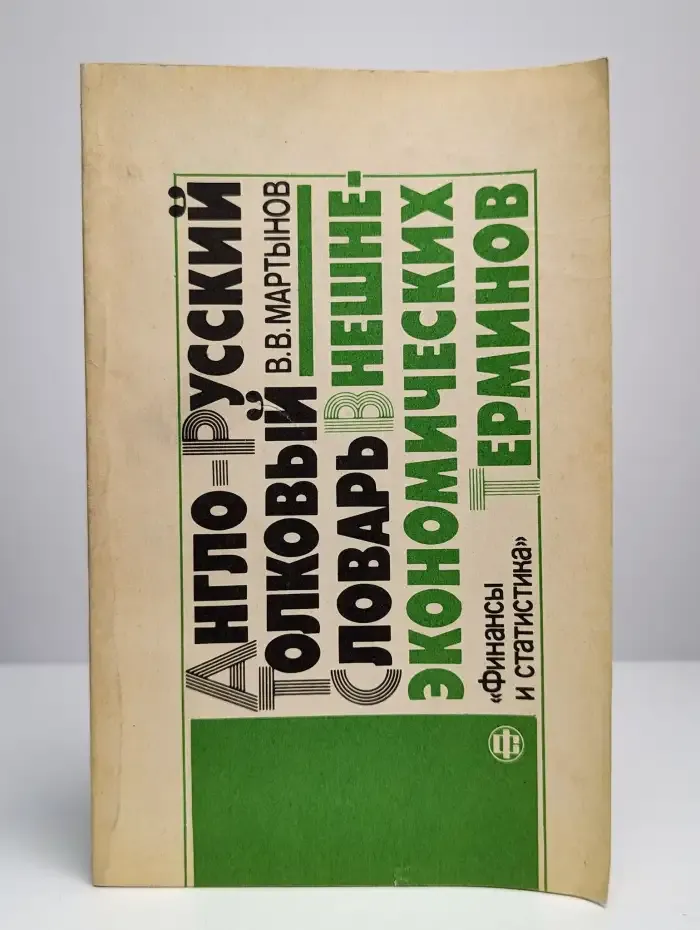 Англо-Русский
Толковый В.В. МАРТЫНОВ
Словарь Внешне-
экономических
Терминов
«Финансы
и статистика»